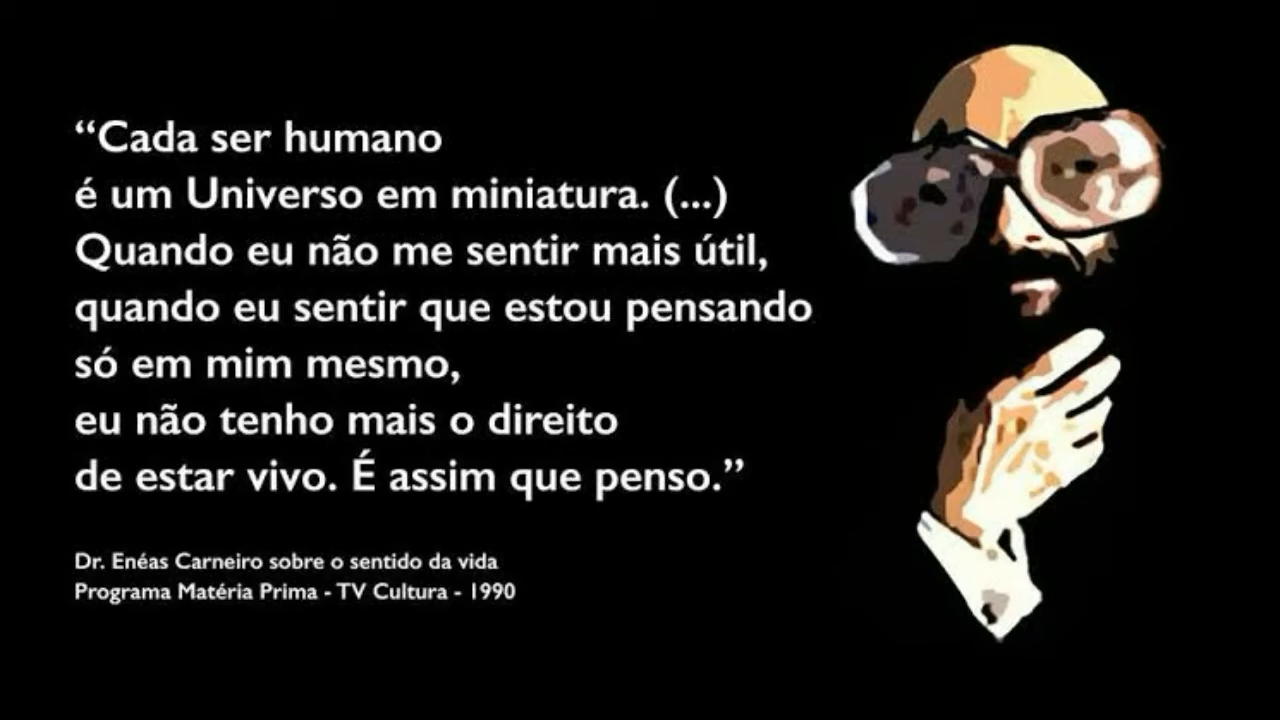 “Cada ser humano
é um Universo em miniatura. (...)
Quando eu não me sentir mais útil,
quando eu sentir que estou pensando
só em mim mesmo,
eu não tenho mais o direito
de estar vivo. É assim que penso.”
Dr. Enéas Carneiro sobre o sentido da vida
Programa Matéria Prima - TV Cultura - 1990